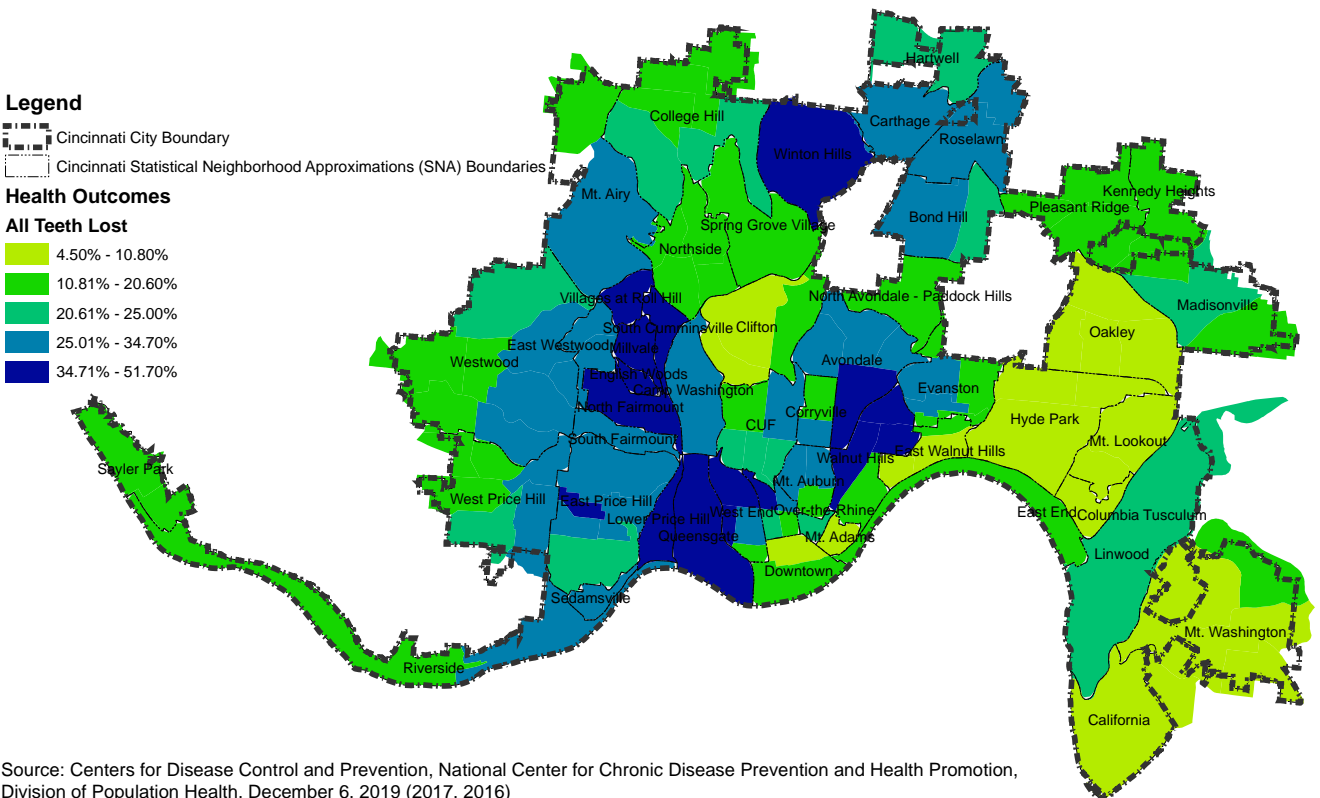 Legend
Cincinnati City Boundary
Cincinnati Statistical Neighborhood Approximations (SNA) Boundaries
Health Outcomes
All Teeth Lost
4.50% - 10.80%
10.81% - 20.60%
20.61% - 25.00%
25.01% - 34.70%
34.71% - 51.70%
Hartwell
College Hill
Carthage
Roselawn
Winton Hills
Mt. Airy
Kennedy Heights
Pleasant Ridge
Bond Hill
Spring Grove Village
Northside
Villages at Roll Hill
North Avondale - Paddock Hills
Madisonville
South Cumminsville
Clifton
Oakley
East Westwood
Millvale
Westwood
Avondale
English Woods
Camp Washington
Evanston
North Fairmount
Corryville
Hyde Park
CUF
South Fairmount
Mt. Lookout
East Walnut Hills
Walnut Hills
Sayler Park
Mt. Auburn
West Price Hill
East Price Hill
Lower Price Hill
West End
Over-the-Rhine
East End
Columbia Tusculum
Queensgate
Mt. Adams
Linwood
Downtown
Sedamsville
Mt. Washington
Riverside
California
Source: Centers for Disease Control and Prevention, National Center for Chronic Disease Prevention and Health Promotion,
Division of Population Health, December 6, 2019 (2017, 2016)